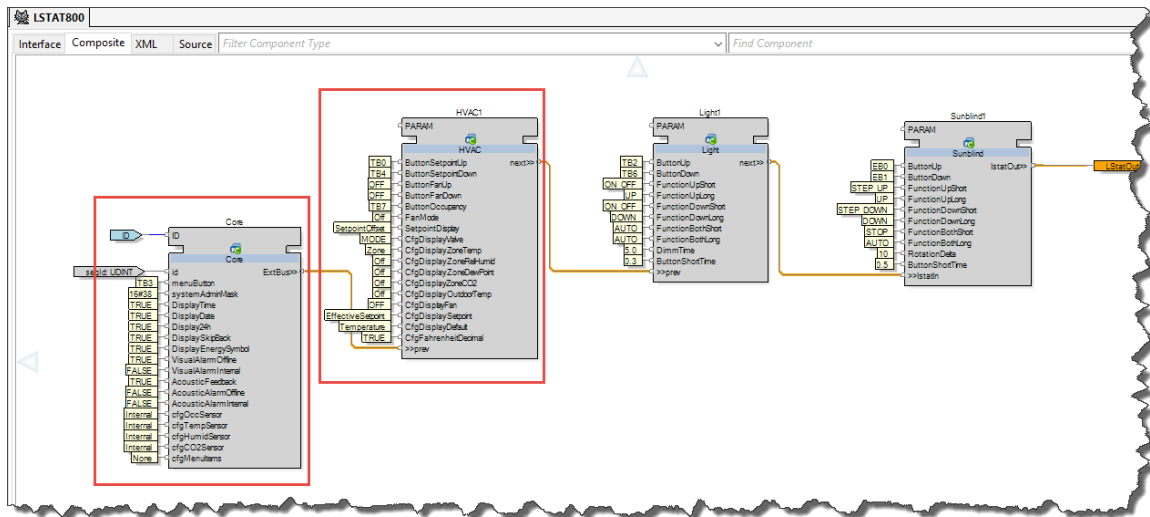 LSTAT800
Interface Composite XML Source Filter Component Type Find Component
HVAC1
PARAM
HVAC
TB0 ButtonSetpointUp next>>
TB4 ButtonSetpointDown
OFF ButtonFanUp
OFF ButtonFanDown
TB7 ButtonOccupancy
Off FanMode
SetpointOffset SetpointDisplay
MODE CfgDisplayValve
Zone CfgDisplayZoneTemp
Off CfgDisplayZoneRelHumid
Off CfgDisplayZoneDewPoint
Off CfgDisplayZoneCO2
Off CfgDisplayOutdoorTemp
OFF CfgDisplayFan
EffectiveSetpoint CfgDisplaySetpoint
Temperature CfgDisplayDefault
TRUE CfgFahrenheitDecimal
>>prev
Light1
PARAM
Light
TB2 ButtonUp next>>
TB6 ButtonDown
ON_OFF FunctionUpShort
UP FunctionUpLong
ON_OFF FunctionDownShort
DOWN FunctionDownLong
AUTO FunctionBothShort
AUTO FunctionBothLong
5.0 DimmTime
0.3 ButtonShortTime
>>prev
Sunblind1
PARAM
Sunblind
EB0 ButtonUp lstatOut>>
EB1 ButtonDown
STEP_UP FunctionUpShort
UP FunctionUpLong
STEP_DOWN FunctionDownShort
DOWN FunctionDownLong
STOP FunctionBothShort
AUTO FunctionBothLong
10 RotationDelta
0.5 ButtonShortTime
>>lstatIn
LStatOut
Core
ID ID
Core
seqId: UDINT id ExtBus>>
TB3 menuButton
16#38 systemAdminMask
TRUE DisplayTime
TRUE DisplayDate
TRUE Display24h
TRUE DisplaySkipBack
TRUE DisplayEnergySymbol
TRUE VisualAlarmOffline
FALSE VisualAlarmInternal
TRUE AcousticFeedback
FALSE AcousticAlarmOffline
FALSE AcousticAlarmInternal
Internal cfgOccSensor
Internal cfgTempSensor
Internal cfgHumidSensor
Internal cfgCO2Sensor
None cfgMenuItems